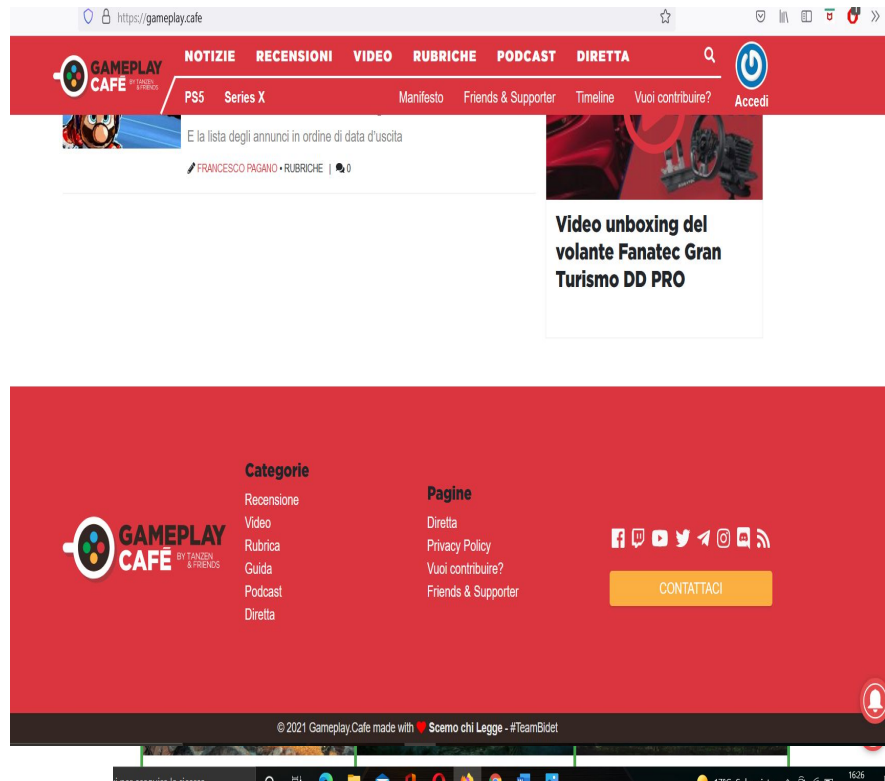 https://gameplay.cafe
GAMEPLAY CAFÉ BY TANZEN & FRIENDS
NOTIZIE RECENSIONI VIDEO RUBRICHE PODCAST DIRETTA
PS5 Series X Manifesto Friends & Supporter Timeline Vuoi contribuire? Accedi
E la lista degli annunci in ordine di data d'uscita
FRANCESCO PAGANO • RUBRICHE | 0
Video unboxing del
volante Fanatec Gran
Turismo DD PRO
GAMEPLAY
CAFÉ BY TANZEN
& FRIENDS
Categorie
Recensione
Video
Rubrica
Guida
Podcast
Diretta
Pagine
Diretta
Privacy Policy
Vuoi contribuire?
Friends & Supporter
CONTATTACI
© 2021 Gameplay.Cafe made with Scemo chi Legge - #TeamBidet
16:26